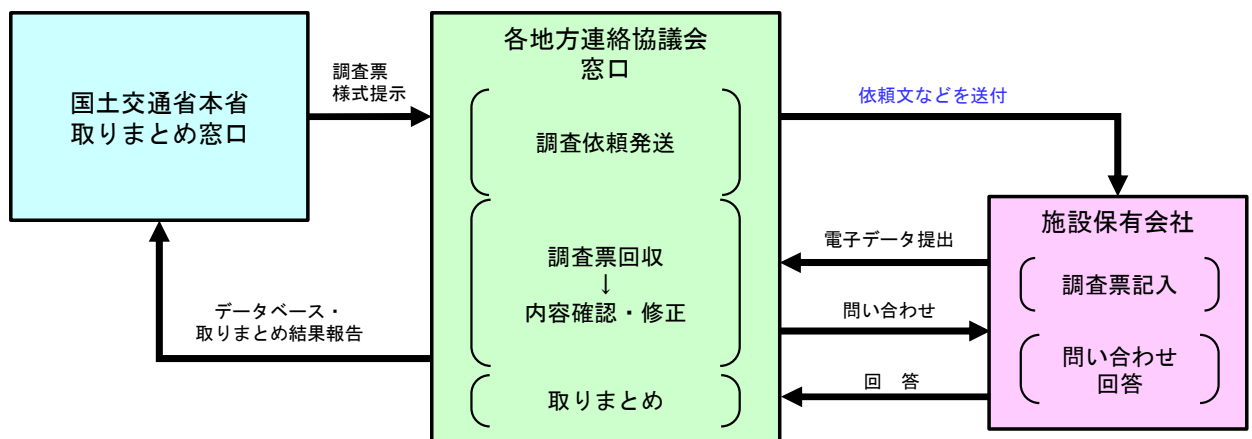 国土交通省本省
取りまとめ窓口
調査票
様式提示
各地方連絡協議会
窓口
調査依頼発送
調査票回収
↓
内容確認・修正
取りまとめ
依頼文などを送付
電子データ提出
問い合わせ
回　答
施設保有会社
調査票記入
問い合わせ
回答
データベース・
取りまとめ結果報告